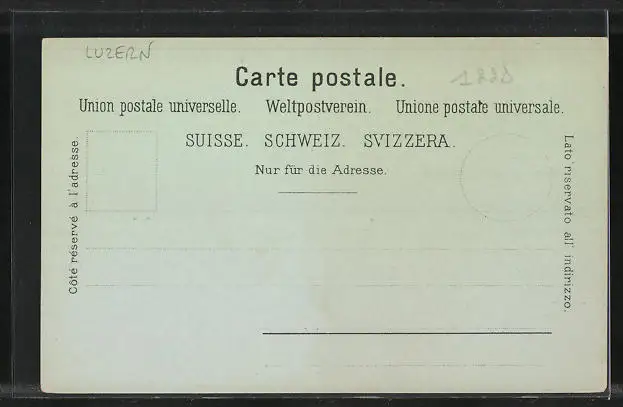 LUZERN
Carte postale.
Union postale universelle. Weltpostverein. Unione postale universale.
SUISSE. SCHWEIZ. SVIZZERA.
Nur für die Adresse.
Côté réservé à l'adresse.
Lato riservato all' indirizzo.